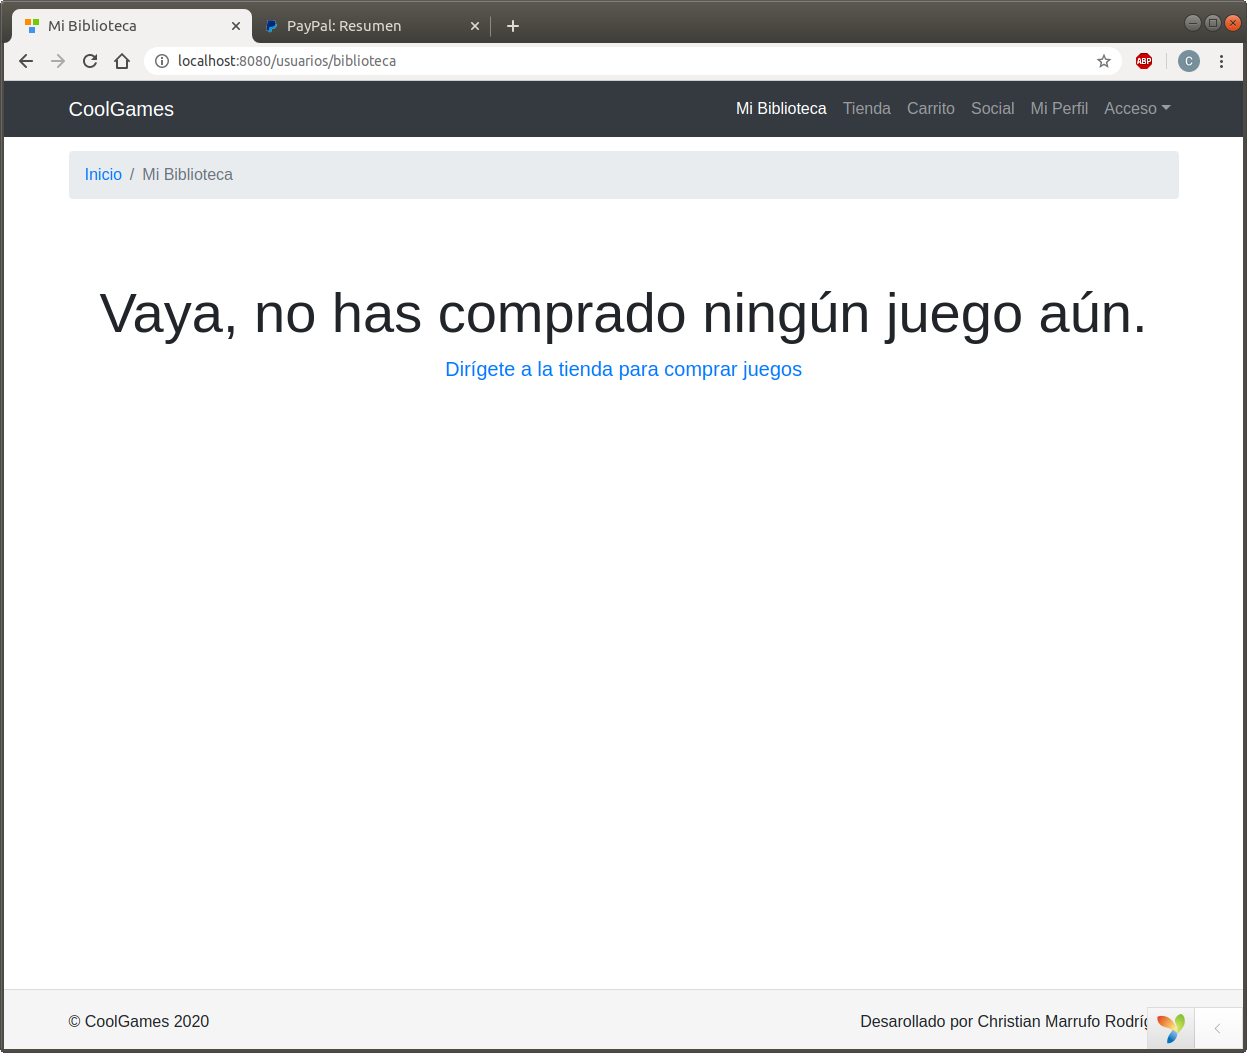 Mi Biblioteca
PayPal: Resumen
localhost:8080/usuarios/biblioteca
ABP
C
CoolGames
Mi Biblioteca Tienda Carrito Social Mi Perfil Acceso
Inicio / Mi Biblioteca
Vaya, no has comprado ningún juego aún.
Dirígete a la tienda para comprar juegos
© CoolGames 2020
Desarollado por Christian Marrufo